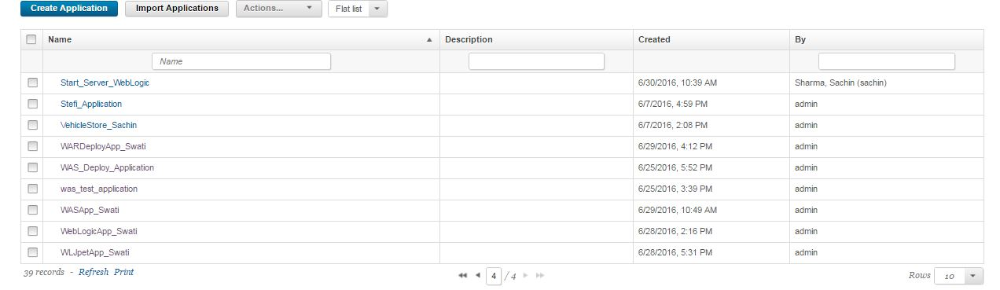 Create Application Import Applications Actions... Flat list
Name Description Created By
Name
Start_Server_WebLogic 6/30/2016, 10:39 AM Sharma, Sachin (sachin)
Stefi_Application 6/7/2016, 4:59 PM admin
VehicleStore_Sachin 6/7/2016, 2:08 PM admin
WARDeployApp_Swati 6/29/2016, 4:12 PM admin
WAS_Deploy_Application 6/25/2016, 5:52 PM admin
was_test_application 6/25/2016, 3:39 PM admin
WASApp_Swati 6/29/2016, 10:49 AM admin
WebLogicApp_Swati 6/28/2016, 2:16 PM admin
WLJpetApp_Swati 6/28/2016, 5:31 PM admin
39 records - Refresh Print 4 / 4 Rows 10